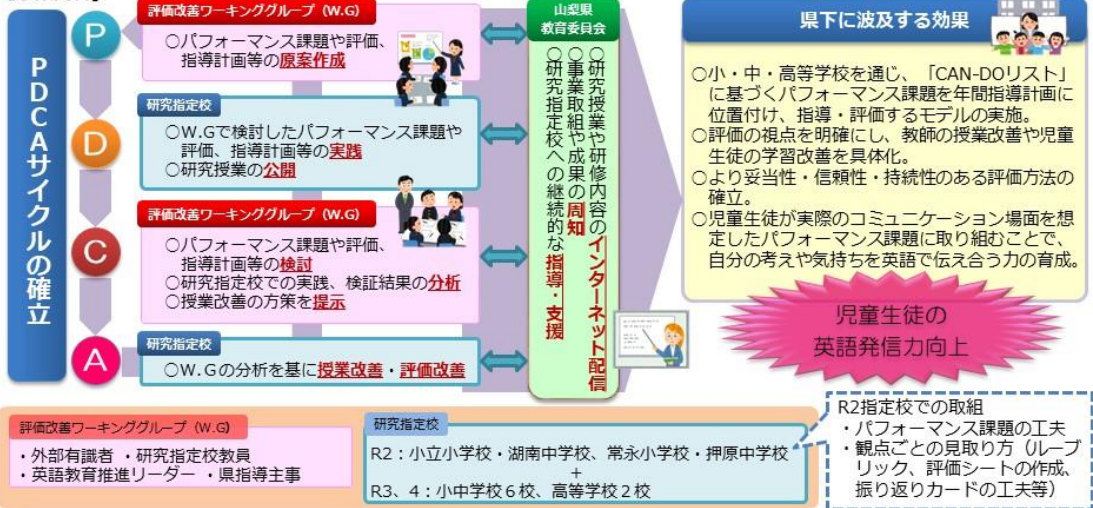 PDCAサイクルの確立
P
評価改善ワーキンググループ（W.G）
○パフォーマンス課題や評価、
指導計画等の原案作成
D
研究指定校
○W.Gで検討したパフォーマンス課題や
評価、指導計画等の実践
○研究授業の公開
C
評価改善ワーキンググループ（W.G）
○パフォーマンス課題や評価、
指導計画等の検討
○研究指定校での実践、検証結果の分析
○授業改善の方策を提示
A
研究指定校
○W.Gの分析を基に授業改善・評価改善
山梨県
教育委員会
○研究授業や研修内容のインターネット配信
○事業取組や成果の周知
○研究指定校への継続的な指導・支援
県下に波及する効果
○小・中・高等学校を通じ、「CAN-DOリスト」
に基づくパフォーマンス課題を年間指導計画に
位置付け、指導・評価するモデルの実施。
○評価の視点を明確にし、教師の授業改善や児童
生徒の学習改善を具体化。
○より妥当性・信頼性・持続性のある評価方法の
確立。
○児童生徒が実際のコミュニケーション場面を想
定したパフォーマンス課題に取り組むことで、
自分の考えや気持ちを英語で伝え合う力の育成。
児童生徒の
英語発信力向上
評価改善ワーキンググループ（W.G）
・外部有識者 ・研究指定校教員
・英語教育推進リーダー ・県指導主事
研究指定校
R2：小立小学校・湖南中学校、常永小学校・押原中学校
+
R3、4：小中学校６校、高等学校２校
R2指定校での取組
・パフォーマンス課題の工夫
・観点ごとの見取り方（ルーブ
リック、評価シートの作成、
振り返りカードの工夫等）